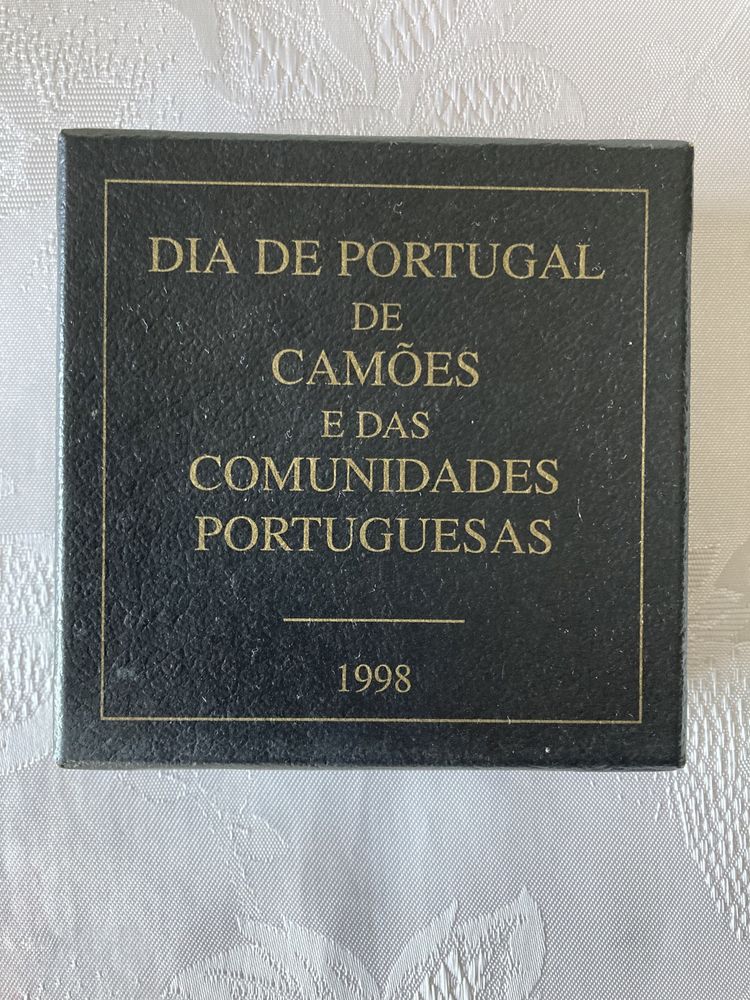 DIA DE PORTUGAL
DE
CAMÕES
E DAS
COMUNIDADES
PORTUGUESAS
1998